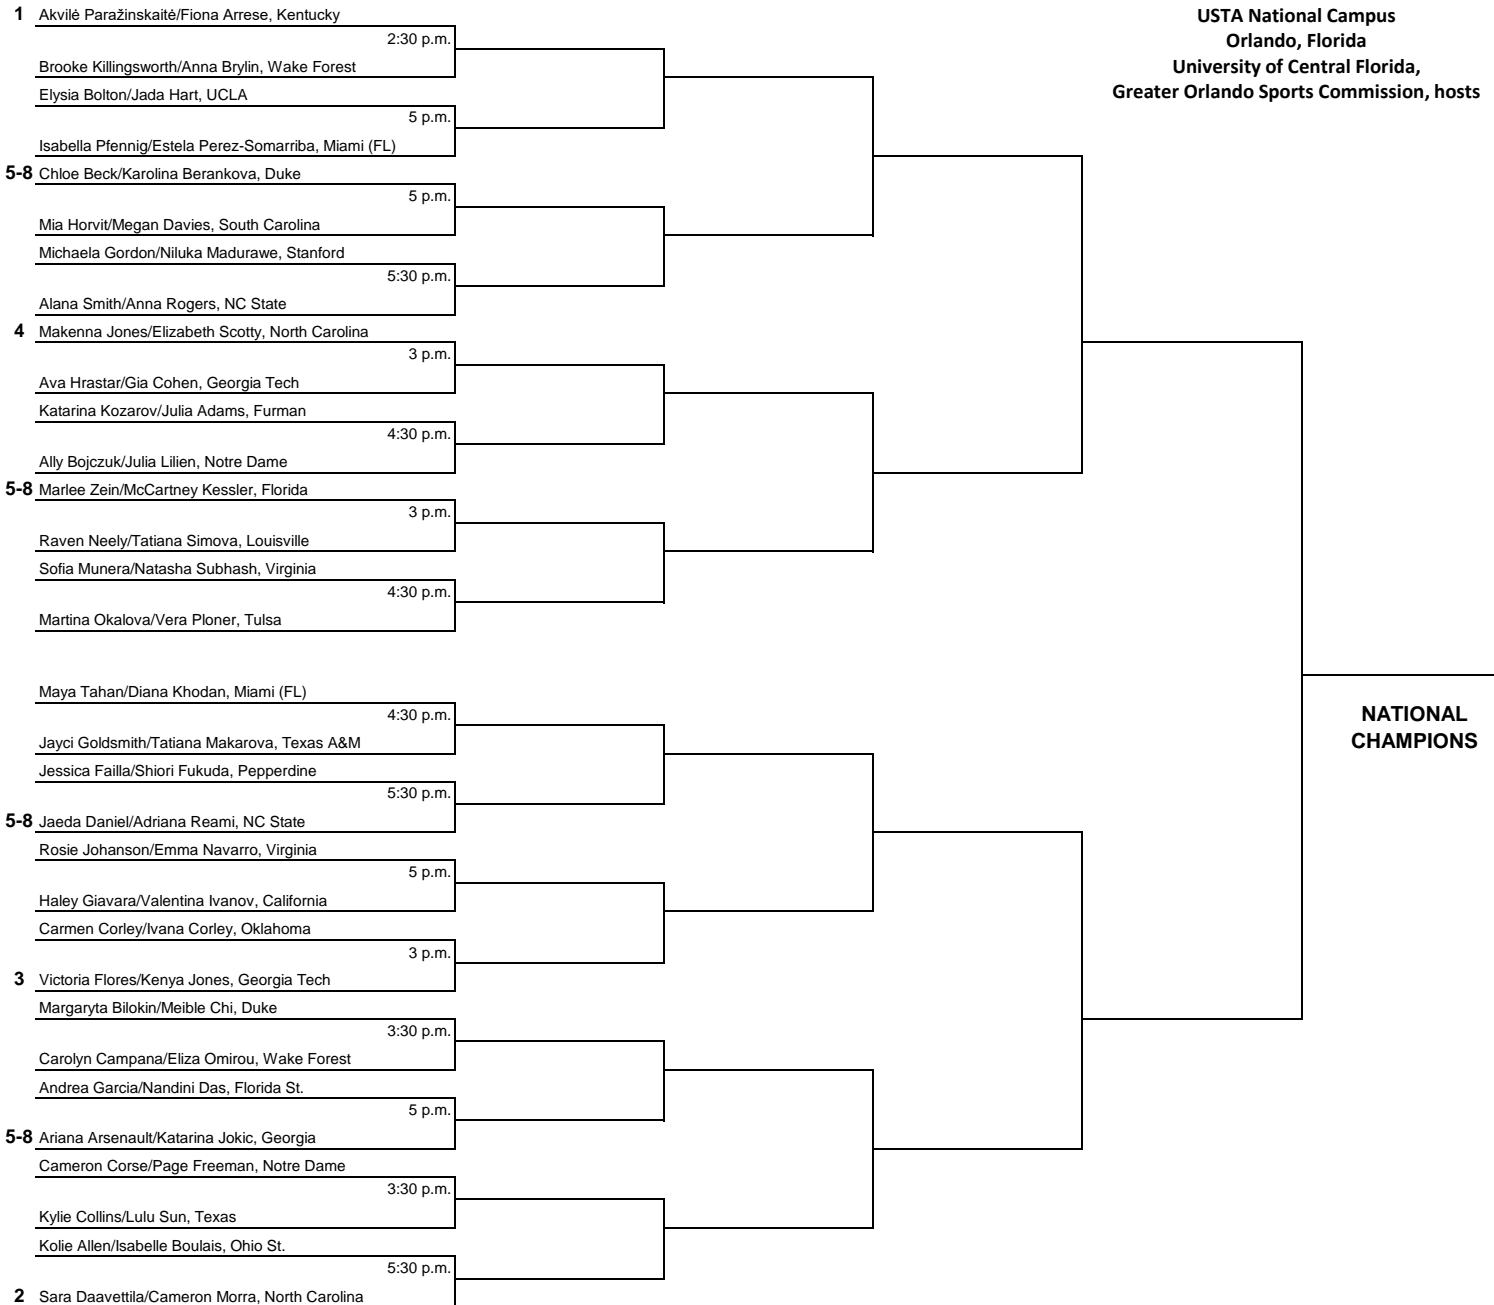 USTA National Campus
Orlando, Florida
University of Central Florida,
Greater Orlando Sports Commission, hosts
1 Akvilė Paražinskaitė/Fiona Arrese, Kentucky
2:30 p.m.
Brooke Killingsworth/Anna Brylin, Wake Forest
Elysia Bolton/Jada Hart, UCLA
5 p.m.
Isabella Pfennig/Estela Perez-Somarriba, Miami (FL)
5-8 Chloe Beck/Karolina Berankova, Duke
5 p.m.
Mia Horvit/Megan Davies, South Carolina
Michaela Gordon/Niluka Madurawe, Stanford
5:30 p.m.
Alana Smith/Anna Rogers, NC State
4 Makenna Jones/Elizabeth Scotty, North Carolina
3 p.m.
Ava Hrastar/Gia Cohen, Georgia Tech
Katarina Kozarov/Julia Adams, Furman
4:30 p.m.
Ally Bojczuk/Julia Lilien, Notre Dame
5-8 Marlee Zein/McCartney Kessler, Florida
3 p.m.
Raven Neely/Tatiana Simova, Louisville
Sofia Munera/Natasha Subhash, Virginia
4:30 p.m.
Martina Okalova/Vera Ploner, Tulsa
Maya Tahan/Diana Khodan, Miami (FL)
4:30 p.m.
Jayci Goldsmith/Tatiana Makarova, Texas A&M
Jessica Failla/Shiori Fukuda, Pepperdine
5:30 p.m.
5-8 Jaeda Daniel/Adriana Reami, NC State
Rosie Johanson/Emma Navarro, Virginia
5 p.m.
Haley Giavara/Valentina Ivanov, California
Carmen Corley/Ivana Corley, Oklahoma
3 p.m.
3 Victoria Flores/Kenya Jones, Georgia Tech
Margaryta Bilokin/Meible Chi, Duke
3:30 p.m.
Carolyn Campana/Eliza Omirou, Wake Forest
Andrea Garcia/Nandini Das, Florida St.
5 p.m.
5-8 Ariana Arsenault/Katarina Jokic, Georgia
Cameron Corse/Page Freeman, Notre Dame
3:30 p.m.
Kylie Collins/Lulu Sun, Texas
Kolie Allen/Isabelle Boulais, Ohio St.
5:30 p.m.
2 Sara Daavettila/Cameron Morra, North Carolina
NATIONAL
CHAMPIONS